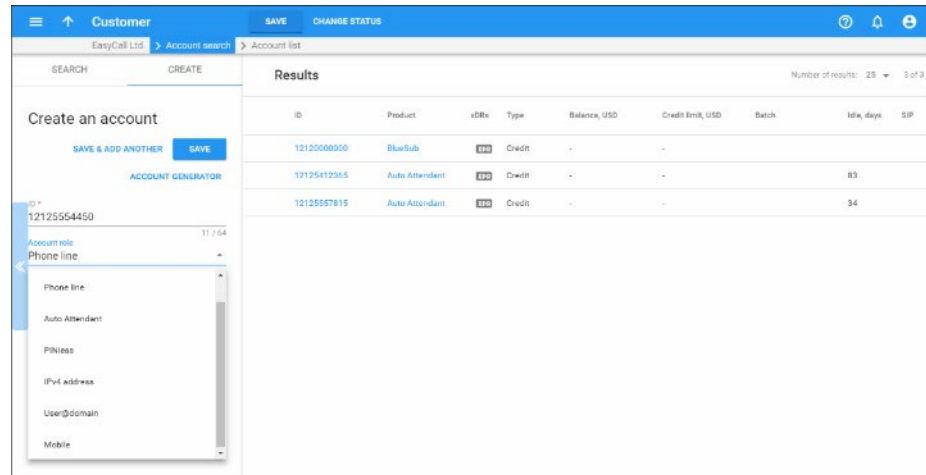 Customer
SAVE CHANGE STATUS
EasyCall Ltd. > Account search > Account list
SEARCH CREATE
Create an account
SAVE & ADD ANOTHER SAVE
ACCOUNT GENERATOR
ID *
12125554450
11 / 64
Account role
Phone line
Phone line
Auto Attendant
PINless
IPv4 address
User@domain
Mobile
Results
Number of results: 25 3 of 3
ID Product xDRs Type Balance, USD Credit limit, USD Batch Idle, days SIP
12120000000 BlueSub Credit - -
12125412365 Auto Attendant Credit - - 83
12125557815 Auto Attendant Credit - - 34